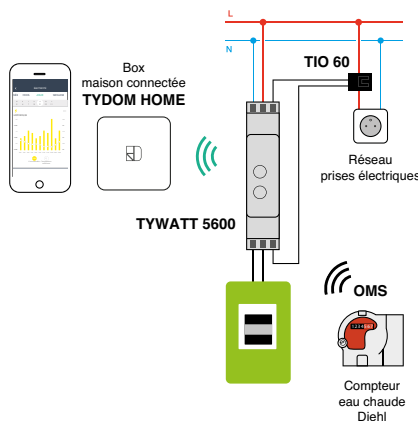 L
N
TIO 60
Box
maison connectée
TYDOM HOME
Réseau
prises électriques
TYWATT 5600
OMS
Compteur
eau chaude
Diehl